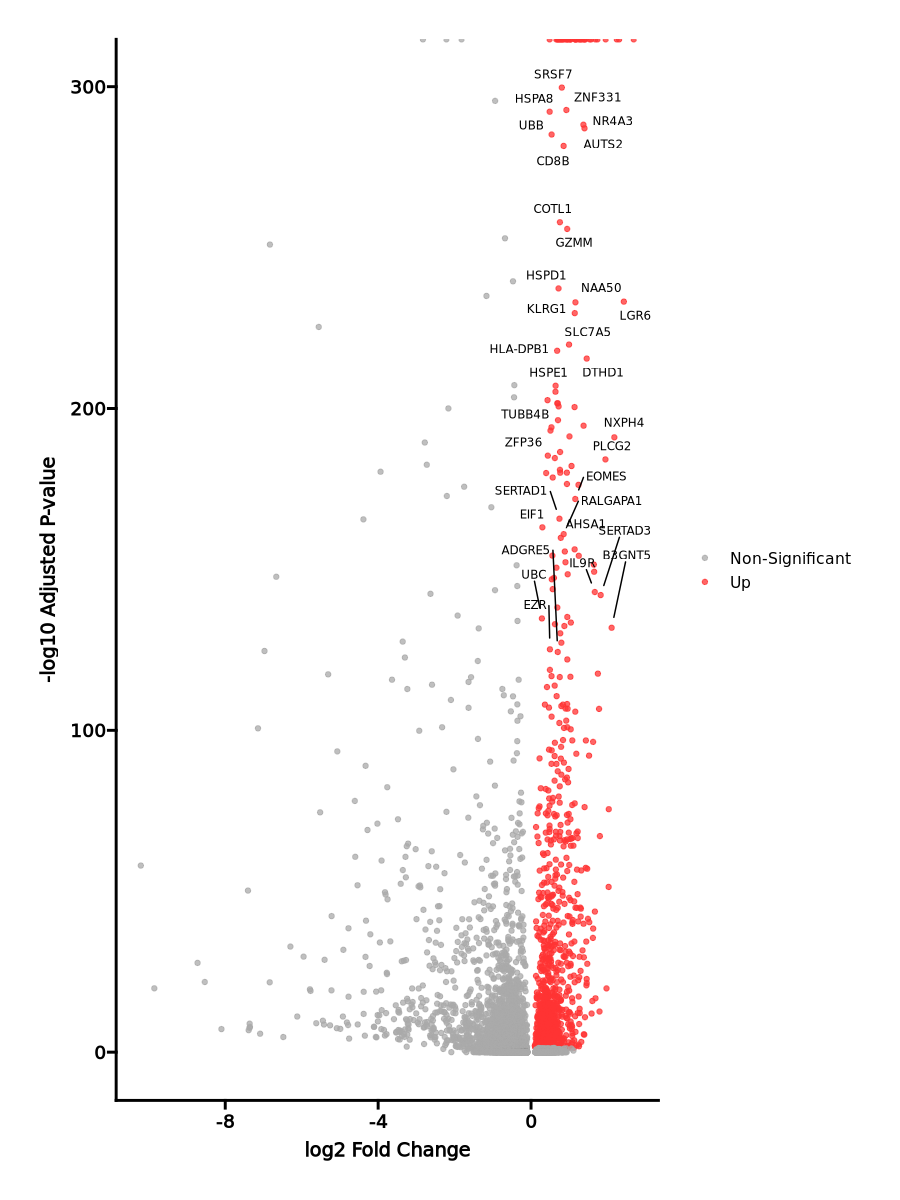 300
SRSF7
HSPA8
ZNF331
UBB
NR4A3
AUTS2
CD8B
COTL1
GZMM
HSPD1
NAA50
KLRG1
LGR6
SLC7A5
HLA-DPB1
HSPE1
DTHD1
200
TUBB4B
NXPH4
ZFP36
PLCG2
EOMES
SERTAD1
RALGAPA1
EIF1
AHSA1
SERTAD3
ADGRE5
IL9R
B3GNT5
UBC
EZR
100
0
-log10 Adjusted P-value
-8
-4
0
log2 Fold Change
Non-Significant
Up